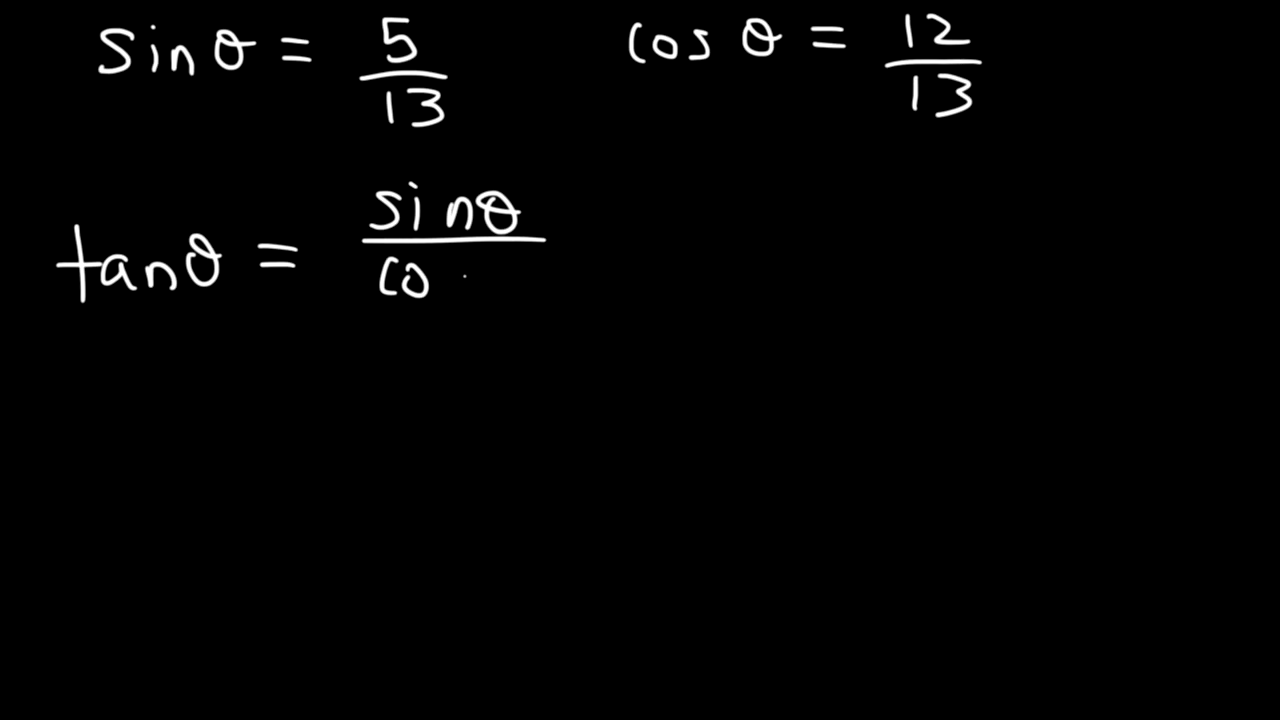 sinθ = 5/13 cos θ = 12/13
tanθ = sinθ/co